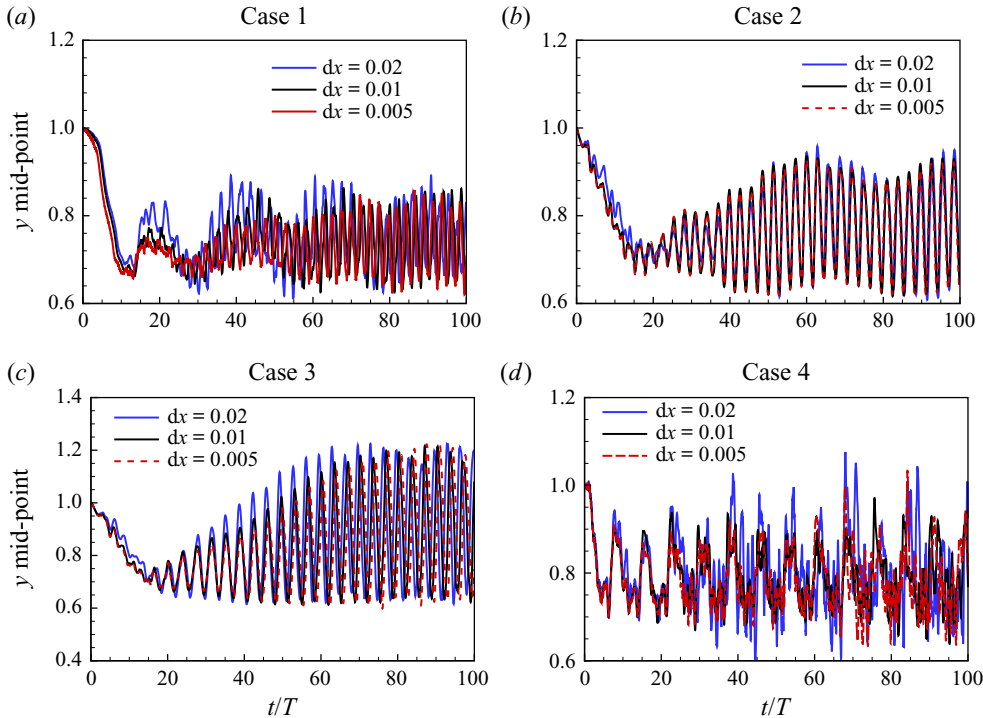 (a) Case 1
1.2
dx = 0.02
dx = 0.01
dx = 0.005
1.0
y mid-point
0.8
0.6
0 20 40 60 80 100
(b) Case 2
1.2
dx = 0.02
dx = 0.01
dx = 0.005
1.0
0.8
0.6
0 20 40 60 80 100
(c) Case 3
1.4
dx = 0.02
dx = 0.01
dx = 0.005
1.2
1.0
y mid-point
0.8
0.6
0.4
0 20 40 60 80 100
t/T
(d) Case 4
1.2
dx = 0.02
dx = 0.01
dx = 0.005
1.0
0.8
0.6
0 20 40 60 80 100
t/T